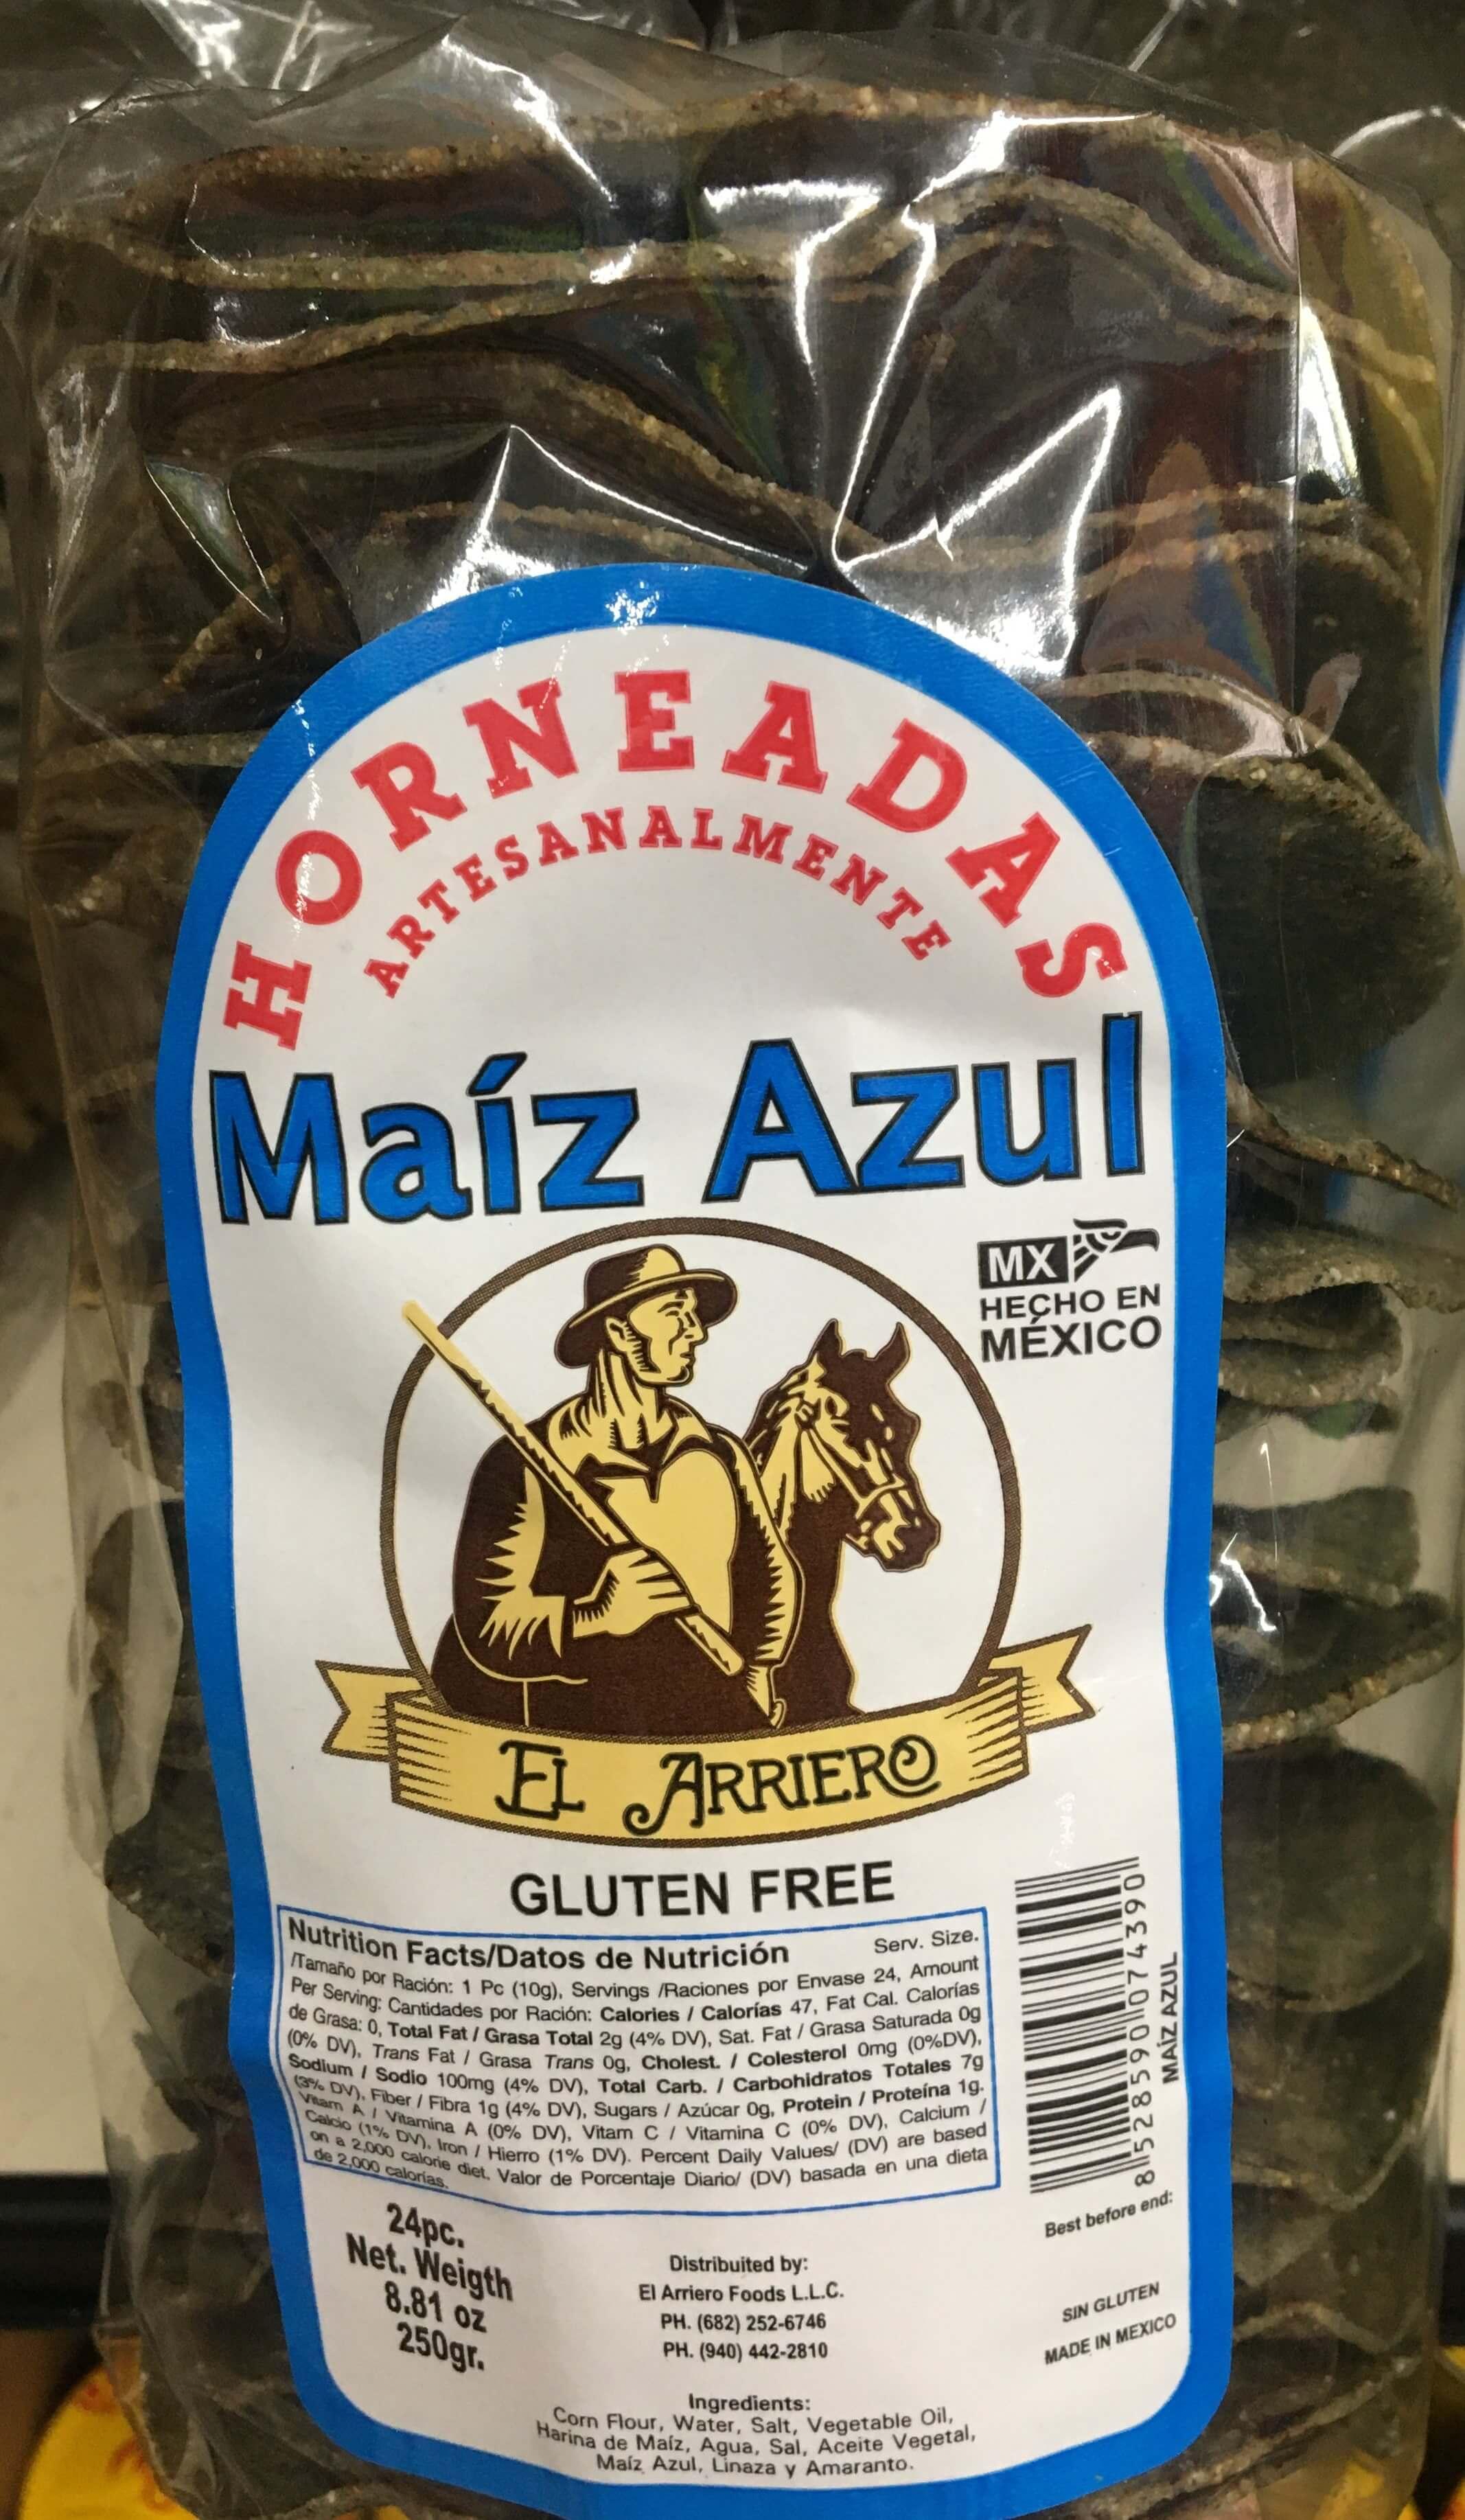 HORNEADAS
ARTESANALMENTE
Maíz Azul
MX
HECHO EN
MÉXICO
EL ARRIERO
GLUTEN FREE
Nutrition Facts/Datos de Nutrición Serv. Size.
/Tamaño por Ración: 1 Pc (10g), Servings /Raciones por Envase 24, Amount
Per Serving: Cantidades por Ración: Calories / Calorías 47, Fat Cal. Calorías
de Grasa: 0, Total Fat / Grasa Total 2g (4% DV), Sat. Fat / Grasa Saturada 0g
(0% DV), Trans Fat / Grasa Trans 0g, Cholest. / Colesterol 0mg (0%DV),
Sodium / Sodio 100mg (4% DV), Total Carb. / Carbohidratos Totales 7g
(3% DV), Fiber / Fibra 1g (4% DV), Sugars / Azúcar 0g, Protein / Proteína 1g.
Vitam A / Vitamina A (0% DV), Vitam C / Vitamina C (0% DV), Calcium /
Calcio (1% DV), Iron / Hierro (1% DV). Percent Daily Values/ (DV) are based
on a 2,000 calorie diet. Valor de Porcentaje Diario/ (DV) basada en una dieta
de 2,000 calorías.
8 52859 07439 0
MAÍZ AZUL
24pc.
Net. Weigth
8.81 oz
250gr.
Distribuited by:
El Arriero Foods L.L.C.
PH. (682) 252-6746
PH. (940) 442-2810
Best before end:
SIN GLUTEN
MADE IN MEXICO
Ingredients:
Corn Flour, Water, Salt, Vegetable Oil,
Harina de Maíz, Agua, Sal, Aceite Vegetal,
Maíz Azul, Linaza y Amaranto.